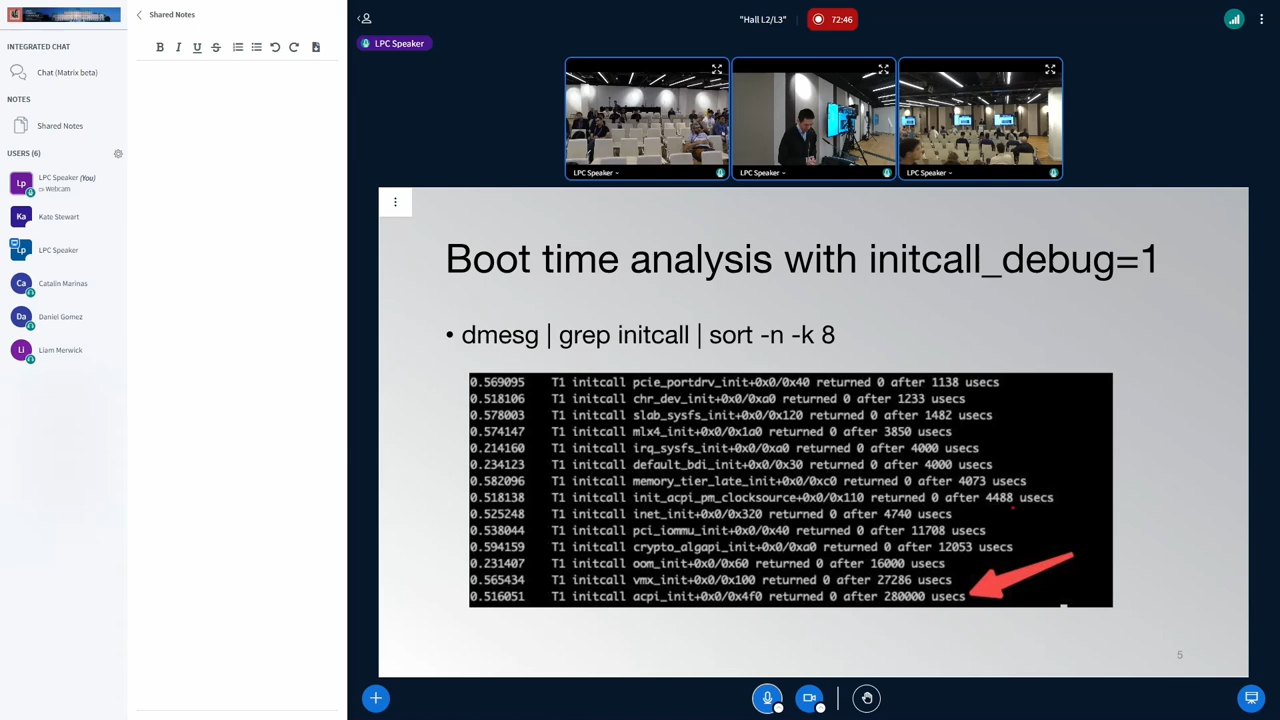 Shared Notes
"Hall L2/L3"
72:46
LPC Speaker
INTEGRATED CHAT
Chat (Matrix beta)
NOTES
Shared Notes
USERS (6)
Lp
LPC Speaker (You)
Webcam
Ka
Kate Stewart
Lp
LPC Speaker
Ca
Catalin Marinas
Da
Daniel Gomez
Li
Liam Merwick
LPC Speaker
LPC Speaker
LPC Speaker
Boot time analysis with initcall_debug=1
• dmesg | grep initcall | sort -n -k 8
0.569095 T1 initcall pcie_portdrv_init+0x0/0x40 returned 0 after 1138 usecs
0.518106 T1 initcall chr_dev_init+0x0/0xa0 returned 0 after 1233 usecs
0.578003 T1 initcall slab_sysfs_init+0x0/0x120 returned 0 after 1482 usecs
0.574147 T1 initcall mlx4_init+0x0/0x1a0 returned 0 after 3850 usecs
0.214160 T1 initcall irq_sysfs_init+0x0/0xa0 returned 0 after 4000 usecs
0.234123 T1 initcall default_bdi_init+0x0/0x30 returned 0 after 4000 usecs
0.582096 T1 initcall memory_tier_late_init+0x0/0xc0 returned 0 after 4073 usecs
0.518138 T1 initcall init_acpi_pm_clocksource+0x0/0x110 returned 0 after 4488 usecs
0.525248 T1 initcall inet_init+0x0/0x320 returned 0 after 4740 usecs
0.538044 T1 initcall pci_iommu_init+0x0/0x40 returned 0 after 11708 usecs
0.594159 T1 initcall crypto_algapi_init+0x0/0xa0 returned 0 after 12053 usecs
0.231407 T1 initcall oom_init+0x0/0x60 returned 0 after 16000 usecs
0.565434 T1 initcall vmx_init+0x0/0x100 returned 0 after 27286 usecs
0.516051 T1 initcall acpi_init+0x0/0x4f0 returned 0 after 280000 usecs
5